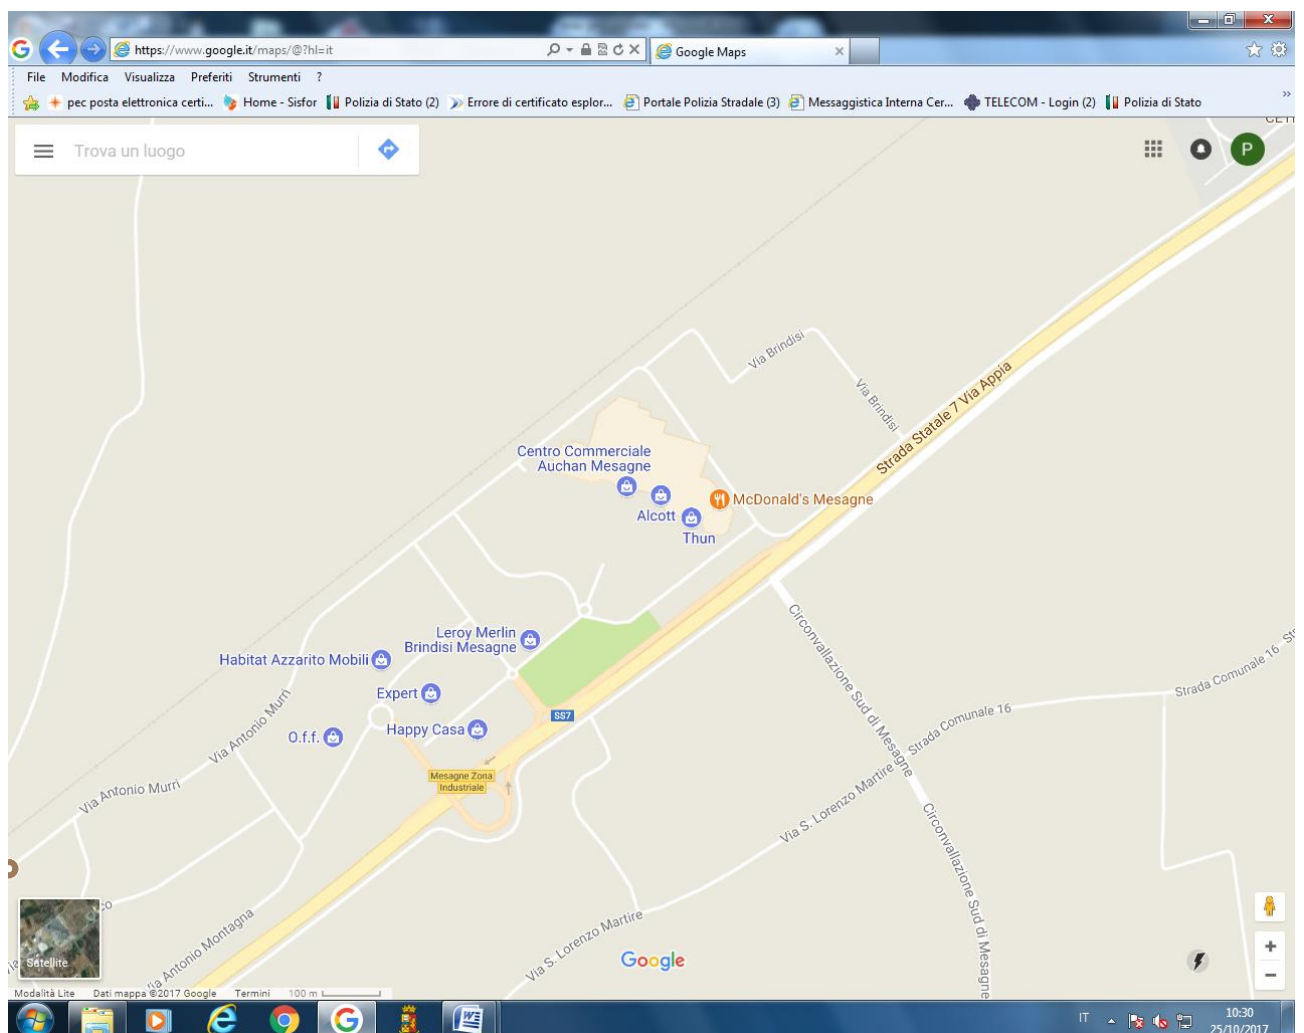 https://www.google.it/maps/@?hl=it
Google Maps
File Modifica Visualizza Preferiti Strumenti ?
pec posta elettronica certi... Home - Sisfor Polizia di Stato (2) Errore di certificato esplor... Portale Polizia Stradale (3) Messaggistica Interna Cer... TELECOM - Login (2) Polizia di Stato
Trova un luogo
P
Via Brindisi
Via Brindisi
Strada Statale 7 Via Appia
Centro Commerciale
Auchan Mesagne
McDonald's Mesagne
Alcott
Thun
Circonvallazione Sud di Mesagne
Leroy Merlin
Brindisi Mesagne
Habitat Azzarito Mobili
Strada Comunale 16
Expert
Via Antonio Murri
SS7
Strada Comunale 16
Happy Casa
O.f.f.
Mesagne Zona
Industriale
Via Antonio Murri
Via S. Lorenzo Martire
Circonvallazione Sud di Mesagne
Via Antonio Montagna
Via S. Lorenzo Martire
Satellite
Google
Modalità Lite Dati mappa ©2017 Google Termini 100 m
IT
10:30
25/10/2017